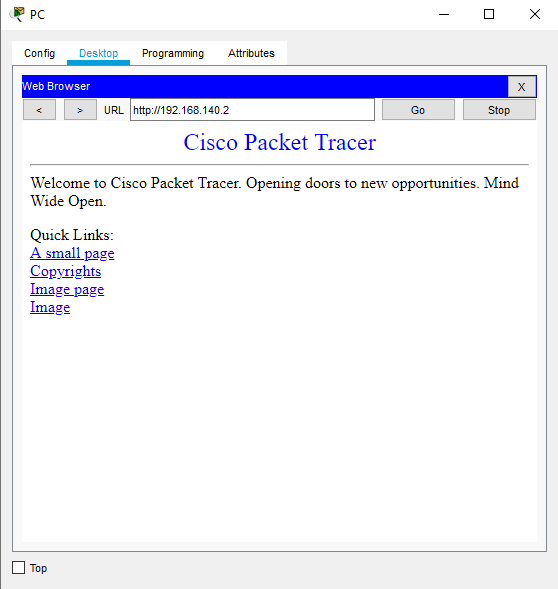 PC
Config Desktop Programming Attributes
Web Browser X
< > URL http://192.168.140.2 Go Stop
Cisco Packet Tracer
Welcome to Cisco Packet Tracer. Opening doors to new opportunities. Mind
Wide Open.
Quick Links:
A small page
Copyrights
Image page
Image
Top